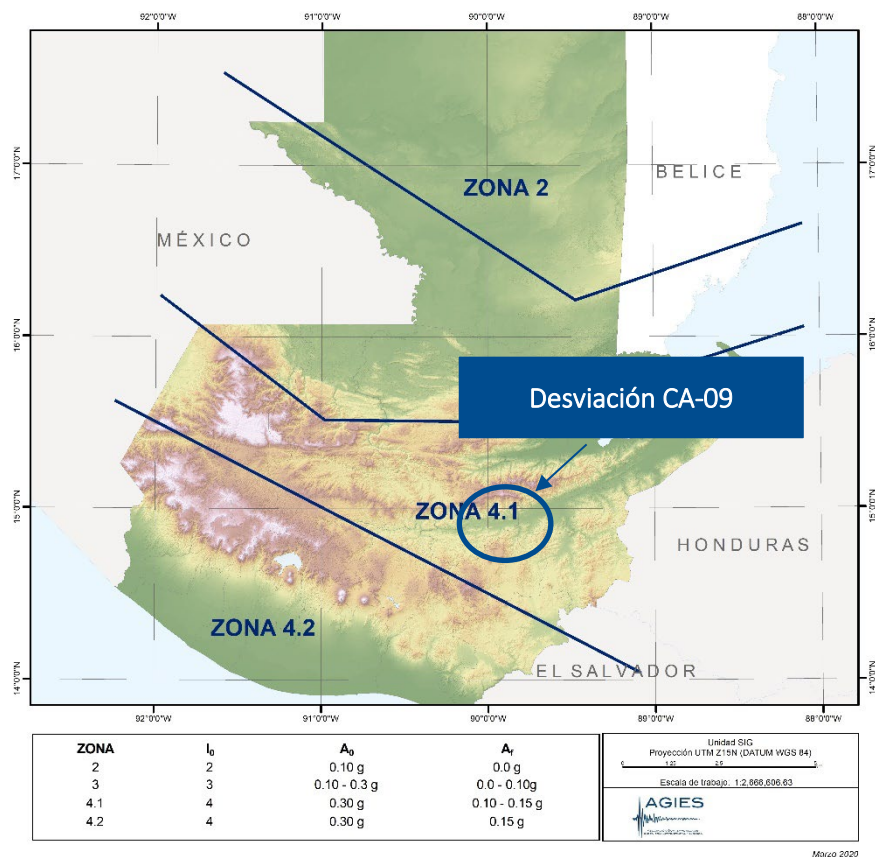 92°0'0"W 91°0'0"W 90°0'0"W 89°0'0"W 88°0'0"W
17°0'0"N 17°0'0"N
ZONA 2
BELICE
MÉXICO
16°0'0"N 16°0'0"N
Desviación CA-09
15°0'0"N ZONA 4.1 15°0'0"N
HONDURAS
ZONA 4.2
EL SALVADOR
14°0'0"N 14°0'0"N
92°0'0"W 91°0'0"W 90°0'0"W 89°0'0"W 88°0'0"W
ZONA I0 A0 Af
2 2 0.10 g 0.0 g
3 3 0.10 - 0.3 g 0.0 - 0.10g
4.1 4 0.30 g 0.10 - 0.15 g
4.2 4 0.30 g 0.15 g
Unidad SIG
Proyección UTM Z15N (DATUM WGS 84)
Escala de trabajo: 1:2,666,606.63
AGIES
Marzo 2020